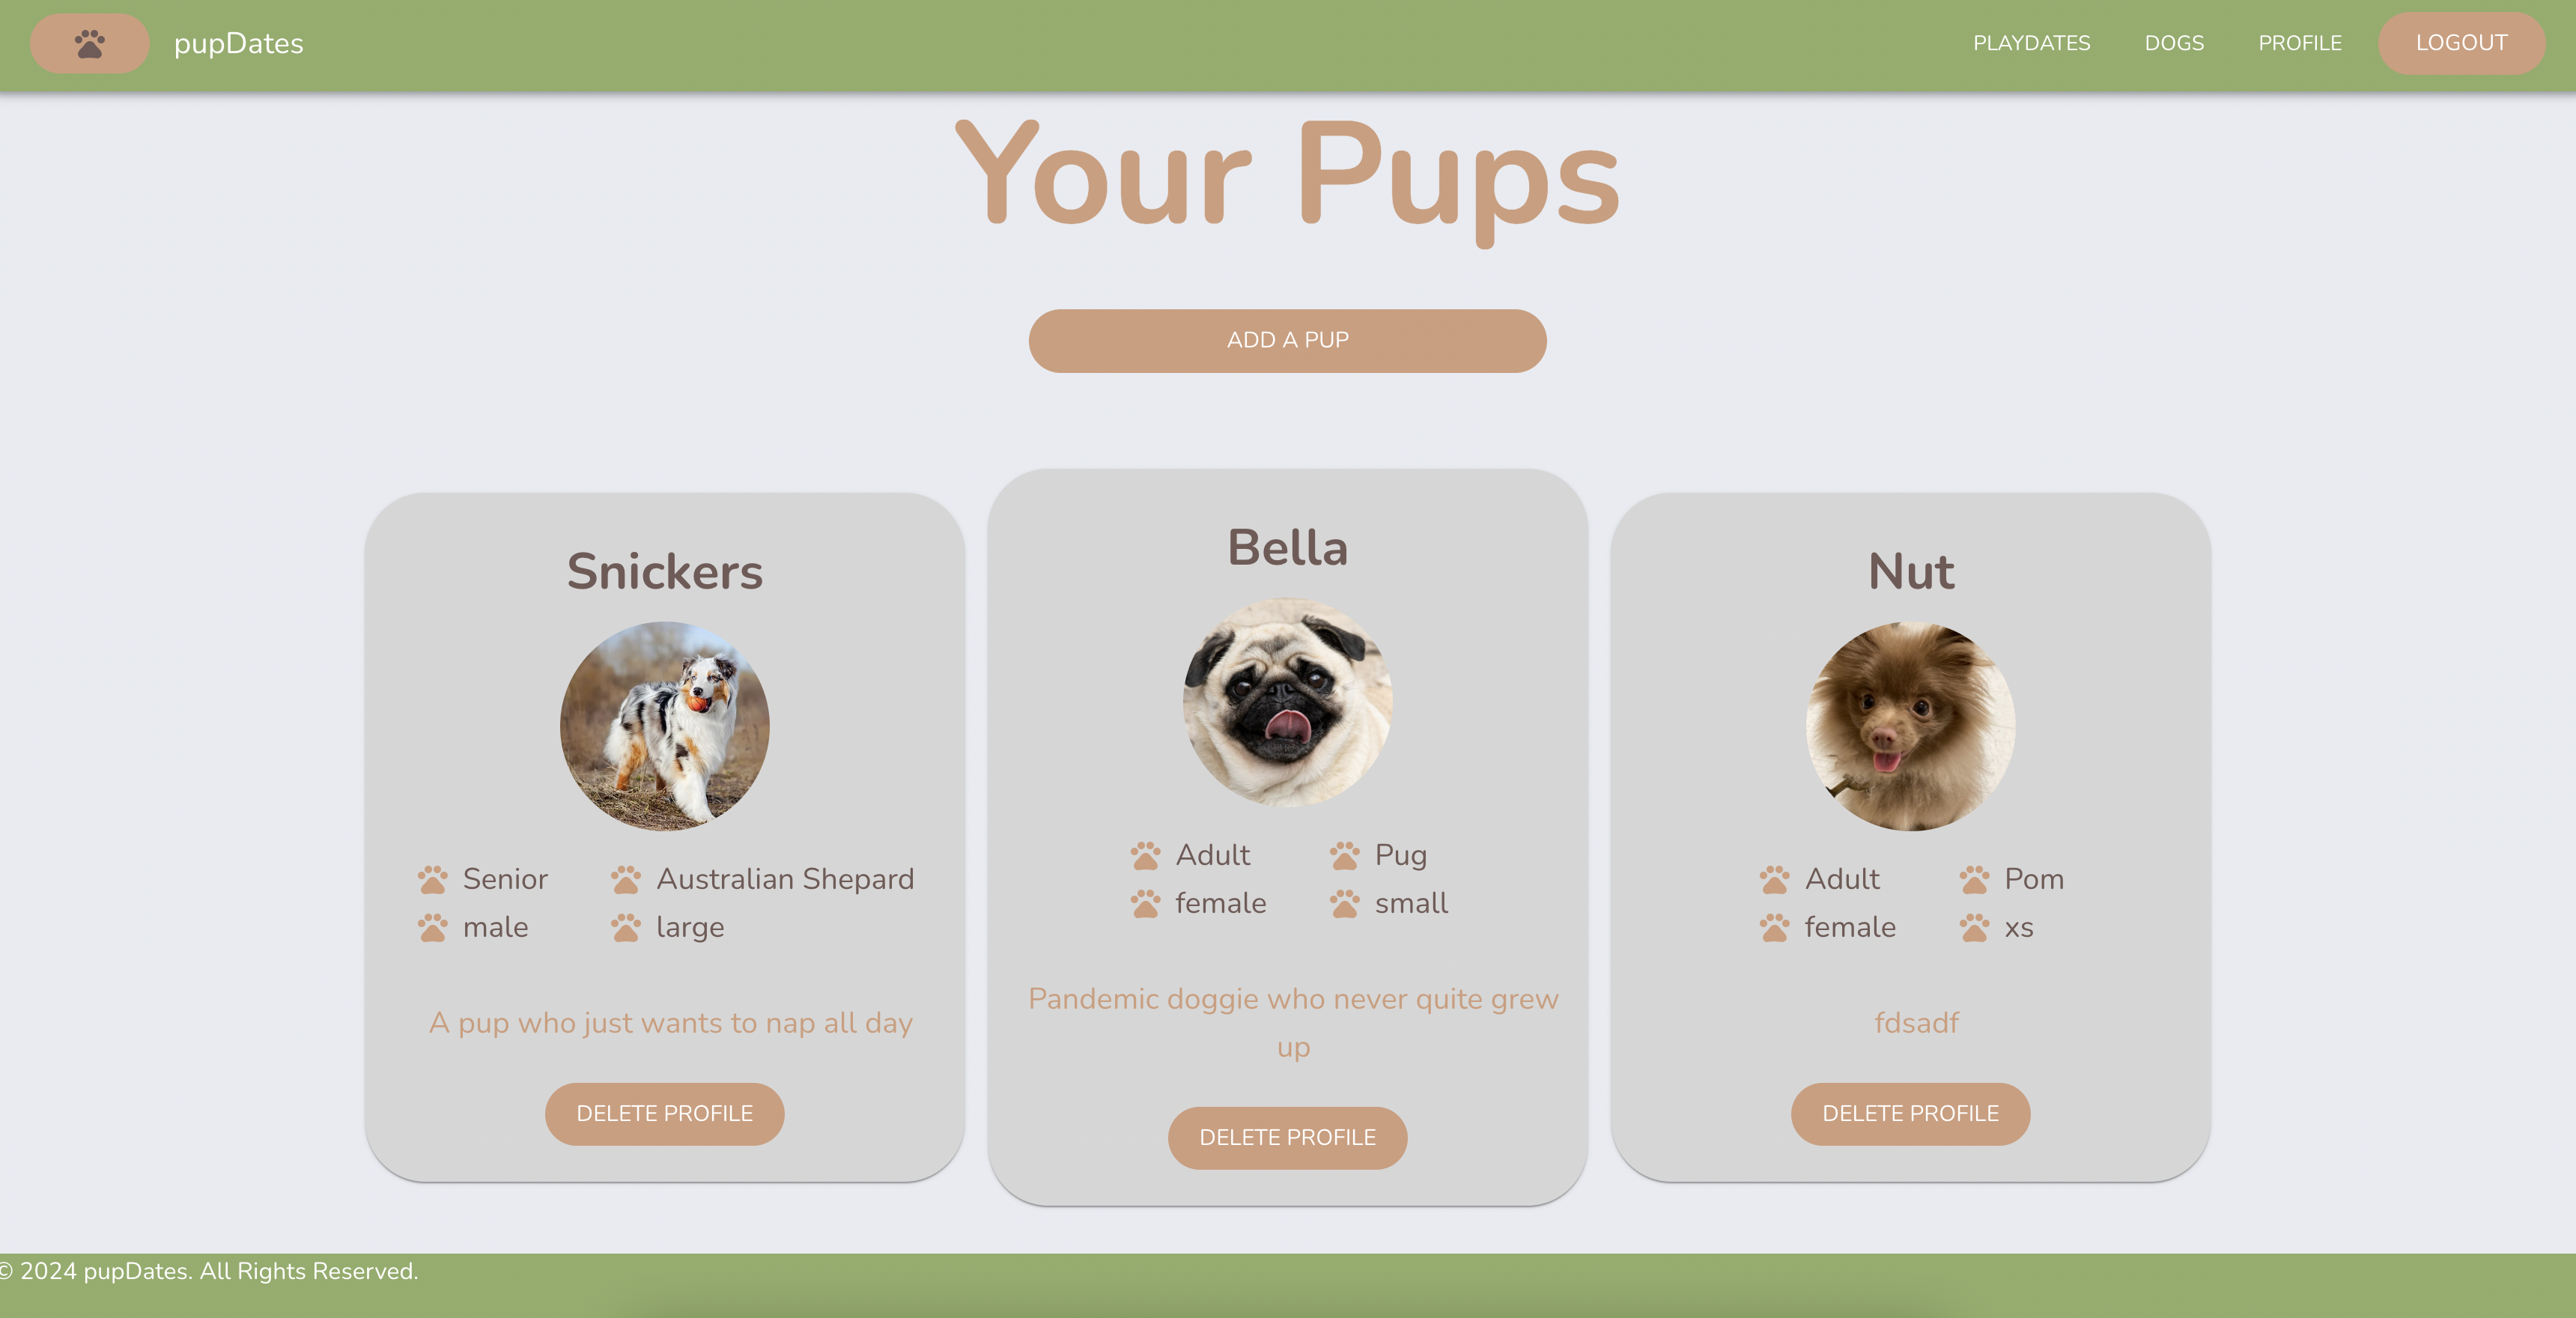 pupDates
PLAYDATES
DOGS
PROFILE
LOGOUT
Your Pups
ADD A PUP
Snickers
Senior
Australian Shepard
male
large
A pup who just wants to nap all day
DELETE PROFILE
Bella
Adult
Pug
female
small
Pandemic doggie who never quite grew
up
DELETE PROFILE
Nut
Adult
Pom
female
xs
fdsadf
DELETE PROFILE
© 2024 pupDates. All Rights Reserved.